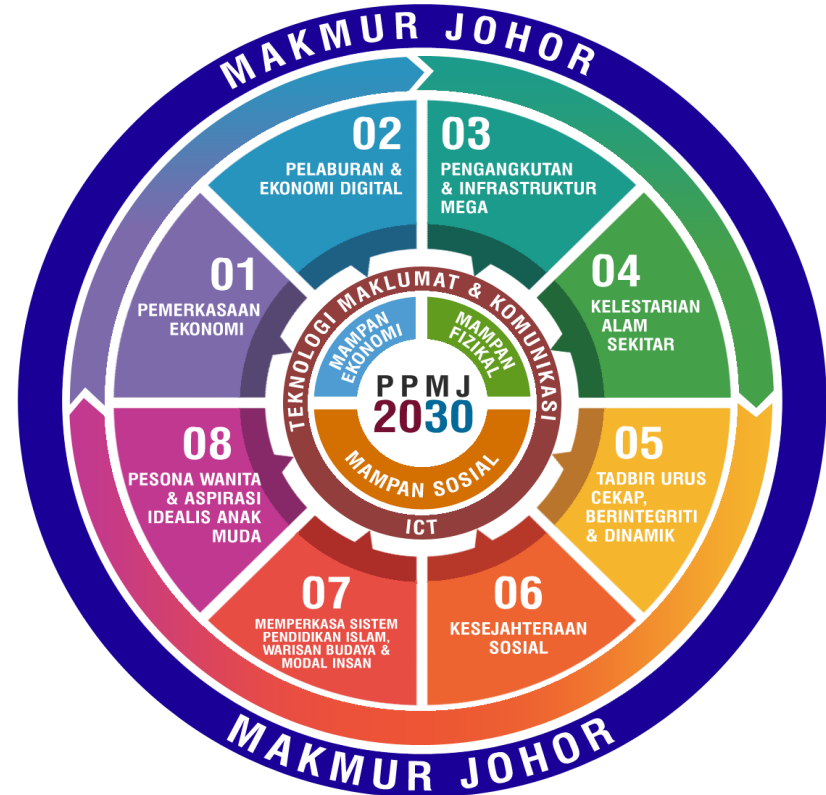 MAKMUR JOHOR
02
PELABURAN &
EKONOMI DIGITAL
03
PENGANGKUTAN
& INFRASTRUKTUR
MEGA
01
PEMERKASAAN
EKONOMI
04
KELESTARIAN
ALAM
SEKITAR
TEKNOLOGI MAKLUMAT & KOMUNIKASI
MAMPAN
EKONOMI
MAMPAN
FIZIKAL
PPMJ
2030
MAMPAN SOSIAL
ICT
08
PESONA WANITA
& ASPIRASI
IDEALIS ANAK
MUDA
05
TADBIR URUS
CEKAP,
BERINTEGRITI
& DINAMIK
07
MEMPERKASA SISTEM
PENDIDIKAN ISLAM,
WARISAN BUDAYA &
MODAL INSAN
06
KESEJAHTERAAN
SOSIAL
MAKMUR JOHOR